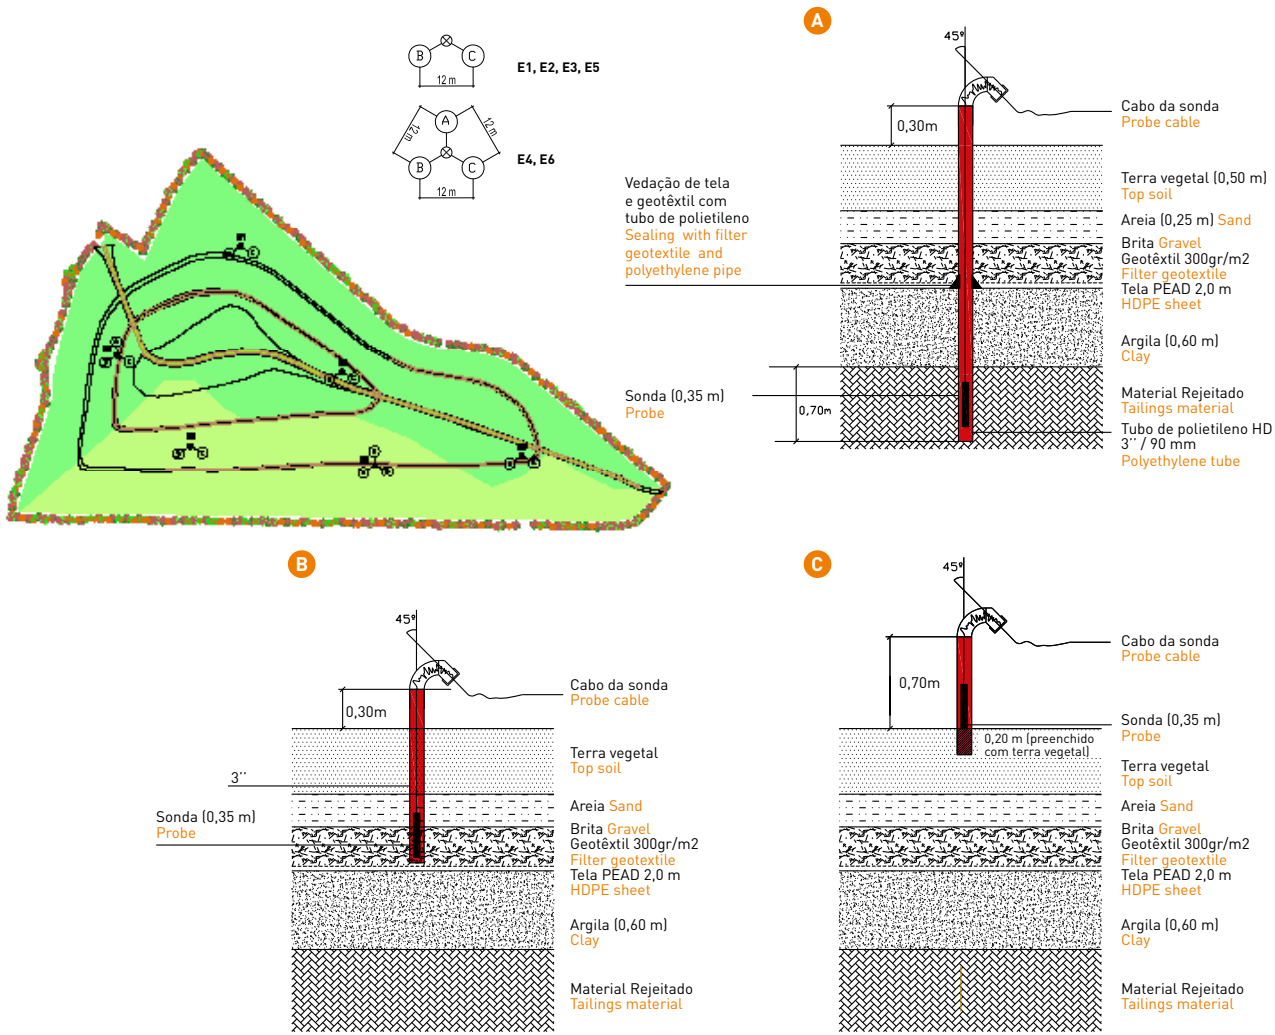 B
C
12 m
E1, E2, E3, E5
A
12 m
12 m
B
C
12 m
E4, E6
A
45º
0,30m
Cabo da sonda
Probe cable
Terra vegetal (0,50 m)
Top soil
Areia (0,25 m) Sand
Brita Gravel
Geotêxtil 300gr/m2
Filter geotextile
Tela PEAD 2,0 m
HDPE sheet
Argila (0,60 m)
Clay
Material Rejeitado
Tailings material
Tubo de polietileno HD
3’’ / 90 mm
Polyethylene tube
Vedação de tela
e geotêxtil com
tubo de polietileno
Sealing with filter
geotextile and
polyethylene pipe
Sonda (0,35 m)
Probe
0,70m
B
45º
0,30m
Cabo da sonda
Probe cable
3’’
Sonda (0,35 m)
Probe
Terra vegetal
Top soil
Areia Sand
Brita Gravel
Geotêxtil 300gr/m2
Filter geotextile
Tela PEAD 2,0 m
HDPE sheet
Argila (0,60 m)
Clay
Material Rejeitado
Tailings material
C
45º
0,70m
Cabo da sonda
Probe cable
Sonda (0,35 m)
Probe
0,20 m (preenchido
com terra vegetal)
Terra vegetal
Top soil
Areia Sand
Brita Gravel
Geotêxtil 300gr/m2
Filter geotextile
Tela PEAD 2,0 m
HDPE sheet
Argila (0,60 m)
Clay
Material Rejeitado
Tailings material